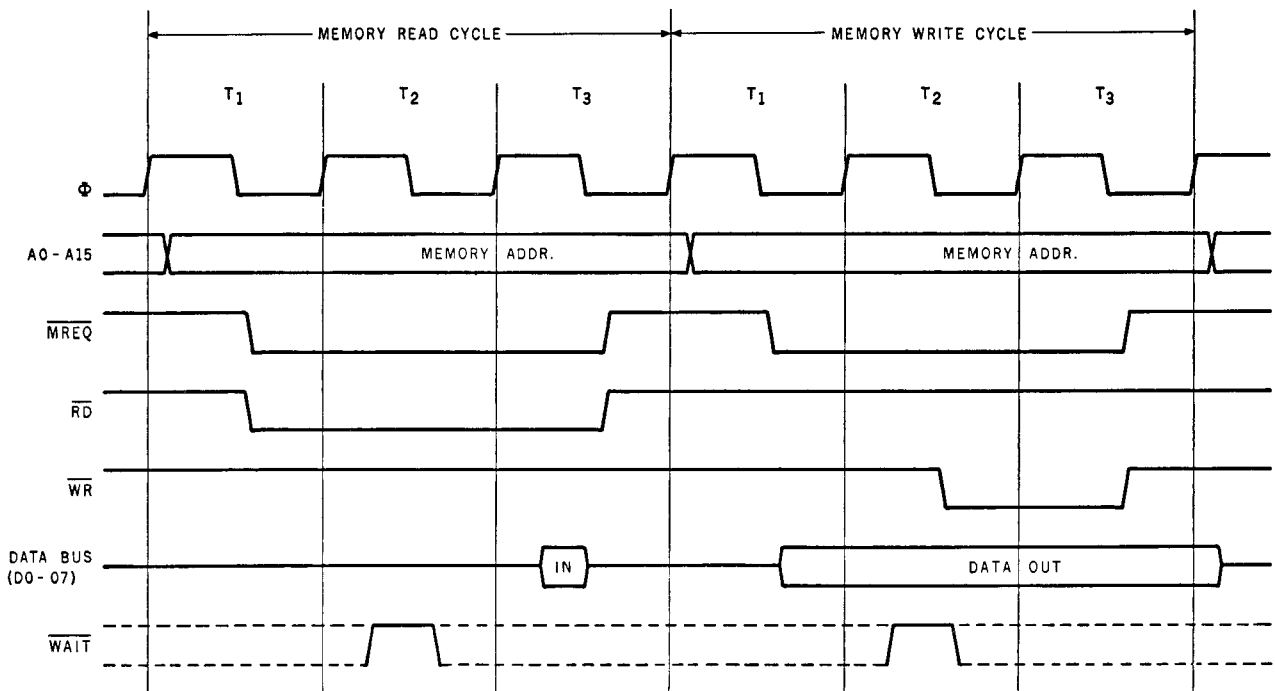 MEMORY READ CYCLE MEMORY WRITE CYCLE
T1 T2 T3 T1 T2 T3
Φ
A0-A15 MEMORY ADDR. MEMORY ADDR.
MREQ
RD
WR
DATA BUS
(D0-07) IN DATA OUT
WAIT